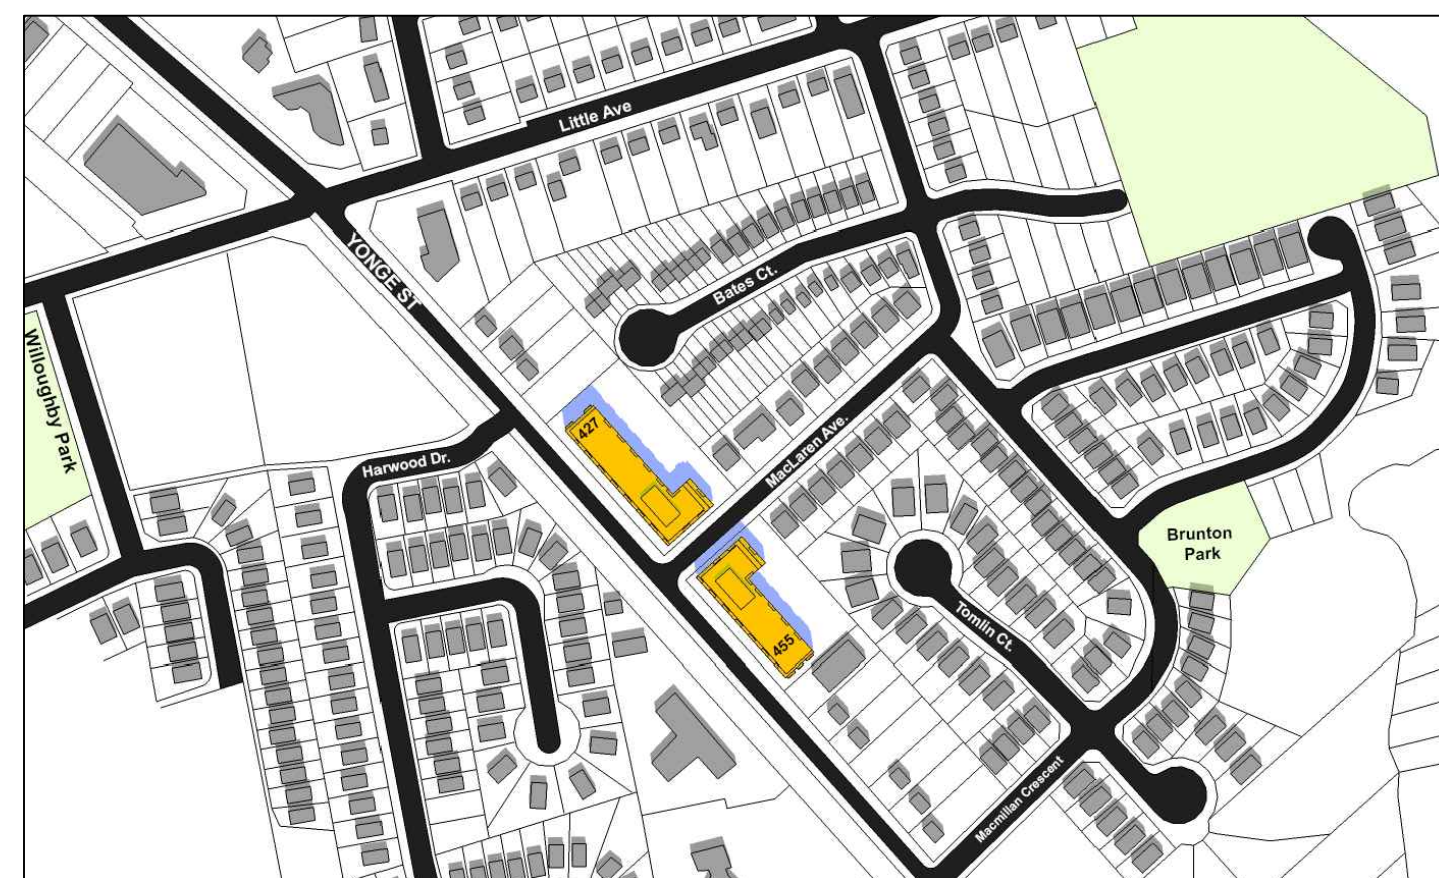 Little Ave
YONGE ST
Bates Ct.
Willoughby Park
427
MacLaren Ave.
Harwood Dr.
Brunton
Park
Tomlin Ct.
455
Macmillan Crescent